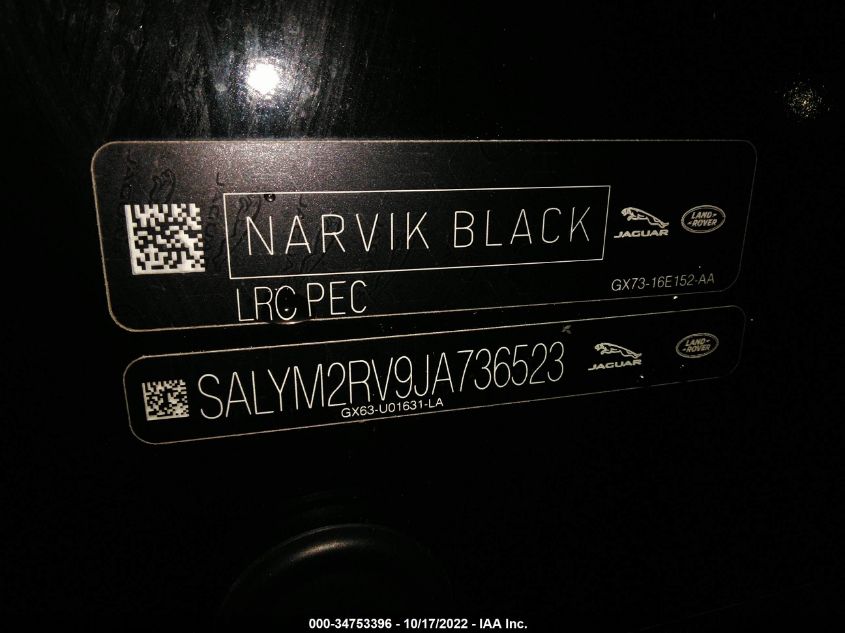 NARVIK BLACK
JAGUAR
LAND-
-ROVER
LRC PEC
GX73-16E152-AA
SALYM2RV9JA736523
JAGUAR
LAND-
-ROVER
GX63-U01631-LA
000-34753396 - 10/17/2022 - IAA Inc.